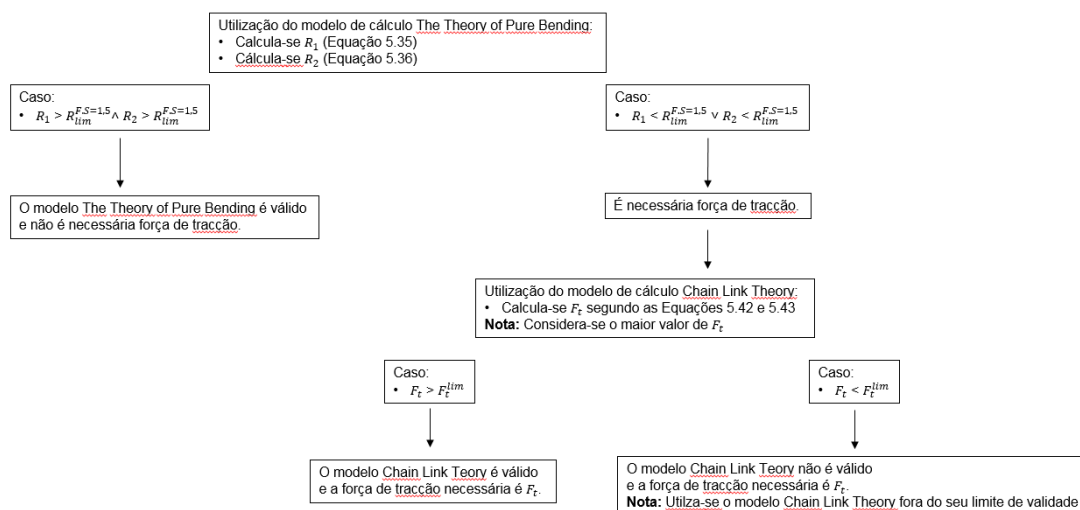 Utilização do modelo de cálculo The Theory of Pure Bending:
• Calcula-se R₁ (Equação 5.35)
• Cálcula-se R₂ (Equação 5.36)
Caso:
• R₁ > R_lim^{F.S=1,5} ∧ R₂ > R_lim^{F.S=1,5}
Caso:
• R₁ < R_lim^{F.S=1,5} ∨ R₂ < R_lim^{F.S=1,5}
O modelo The Theory of Pure Bending é válido
e não é necessária força de tracção.
É necessária força de tracção.
Utilização do modelo de cálculo Chain Link Theory:
• Calcula-se Fₜ segundo as Equações 5.42 e 5.43
Nota: Considera-se o maior valor de Fₜ
Caso:
• Fₜ > Fₜ^{lim}
Caso:
• Fₜ < Fₜ^{lim}
O modelo Chain Link Teory é válido
e a força de tracção necessária é Fₜ.
O modelo Chain Link Teory não é válido
e a força de tracção necessária é Fₜ.
Nota: Utilza-se o modelo Chain Link Theory fora do seu limite de validade